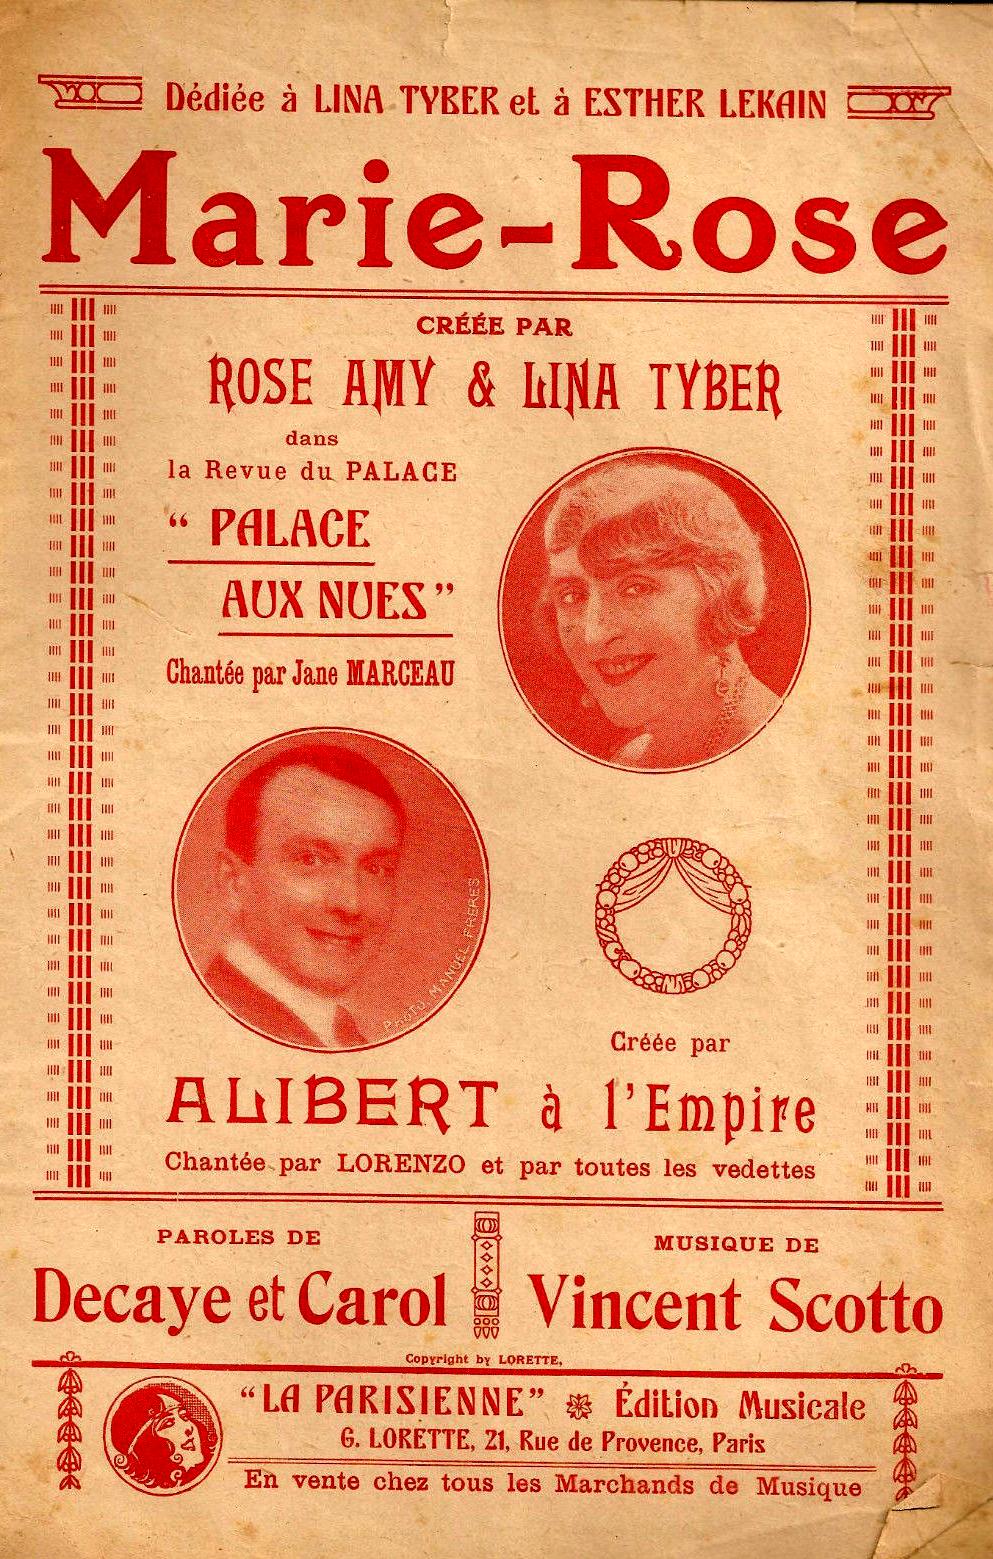 Dédiée à LINA TYBER et à ESTHER LEKAIN
Marie-Rose
CRÉÉE PAR
ROSE AMY & LINA TYBER
dans
la Revue du PALACE
“ PALACE
AUX NUES ”
Chantée par Jane MARCEAU
PHOTO MANUEL FRERES
Créée par
ALIBERT à l'Empire
Chantée par LORENZO et par toutes les vedettes
PAROLES DE
Decaye et Carol
MUSIQUE DE
Vincent Scotto
Copyright by LORETTE,
“LA PARISIENNE” Édition Musicale
G. LORETTE, 21, Rue de Provence, Paris
En vente chez tous les Marchands de Musique